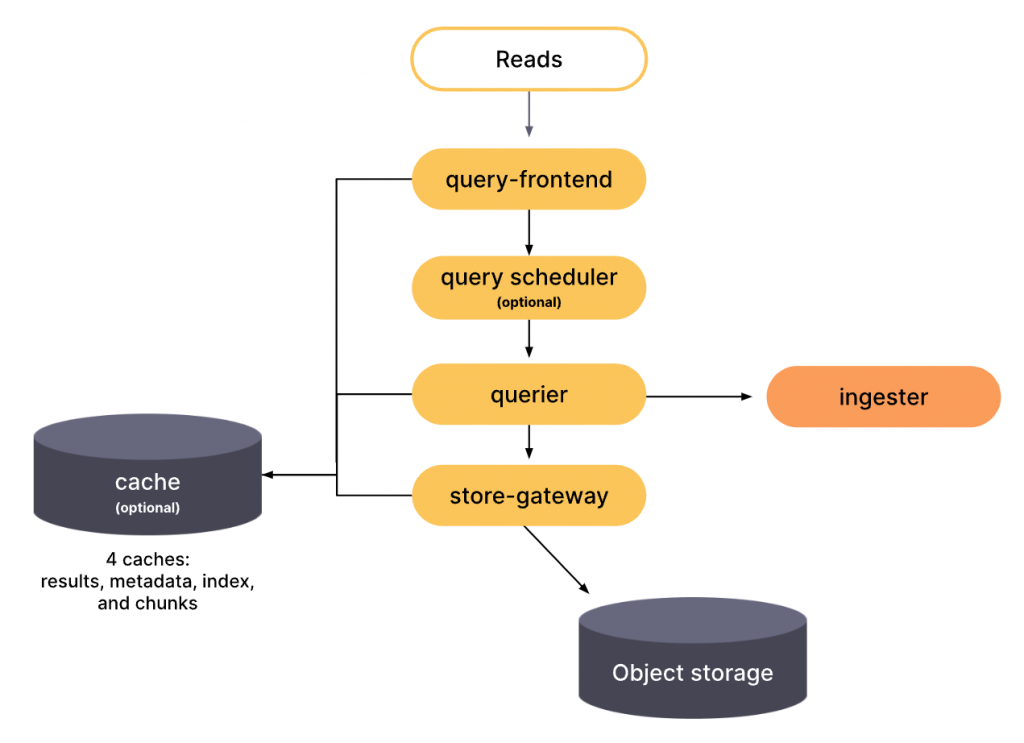 Reads
query-frontend
query scheduler
(optional)
querier
ingester
cache
(optional)
store-gateway
4 caches:
results, metadata, index,
and chunks
Object storage